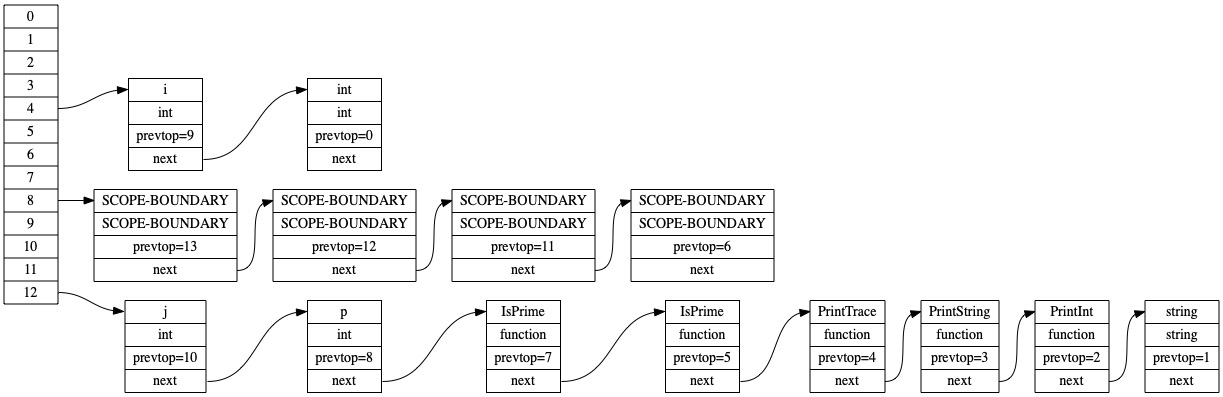 0
1
2
3
4
5
6
7
8
9
10
11
12
i
int
prevtop=9
next
int
int
prevtop=0
next
SCOPE-BOUNDARY
SCOPE-BOUNDARY
prevtop=13
next
SCOPE-BOUNDARY
SCOPE-BOUNDARY
prevtop=12
next
SCOPE-BOUNDARY
SCOPE-BOUNDARY
prevtop=11
next
SCOPE-BOUNDARY
SCOPE-BOUNDARY
prevtop=6
next
j
int
prevtop=10
next
p
int
prevtop=8
next
IsPrime
function
prevtop=7
next
IsPrime
function
prevtop=5
next
PrintTrace
function
prevtop=4
next
PrintString
function
prevtop=3
next
PrintInt
function
prevtop=2
next
string
string
prevtop=1
next